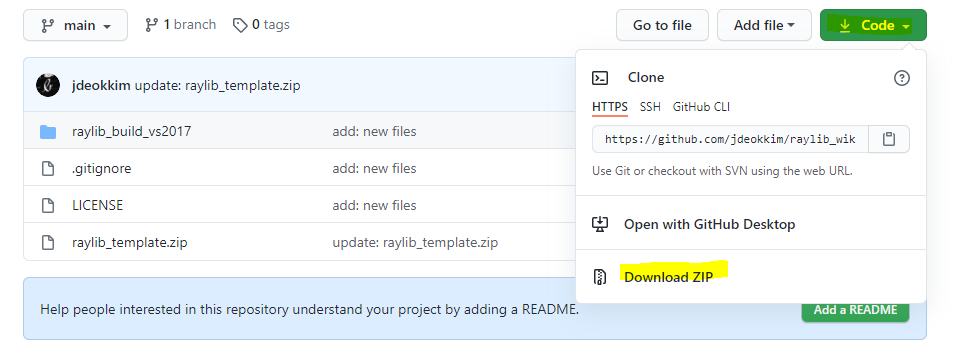 main 1 branch 0 tags Go to file Add file Code
Clone
jdeokkim update: raylib_template.zip
HTTPS SSH GitHub CLI
raylib_build_vs2017 add: new files
https://github.com/jdeokkim/raylib_wik
.gitignore add: new files
Use Git or checkout with SVN using the web URL.
LICENSE add: new files
Open with GitHub Desktop
raylib_template.zip update: raylib_template.zip
Download ZIP
Help people interested in this repository understand your project by adding a README. Add a README